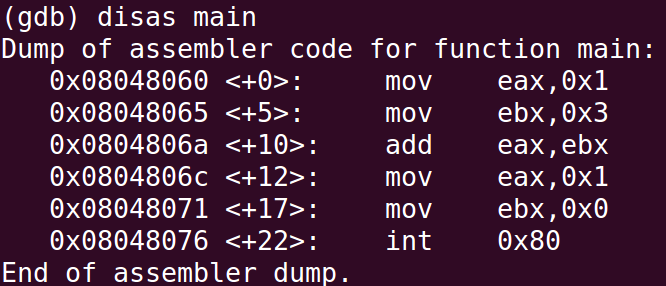 (gdb) disas main
Dump of assembler code for function main:
   0x08048060 <+0>:     mov    eax,0x1
   0x08048065 <+5>:     mov    ebx,0x3
   0x0804806a <+10>:    add    eax,ebx
   0x0804806c <+12>:    mov    eax,0x1
   0x08048071 <+17>:    mov    ebx,0x0
   0x08048076 <+22>:    int    0x80
End of assembler dump.